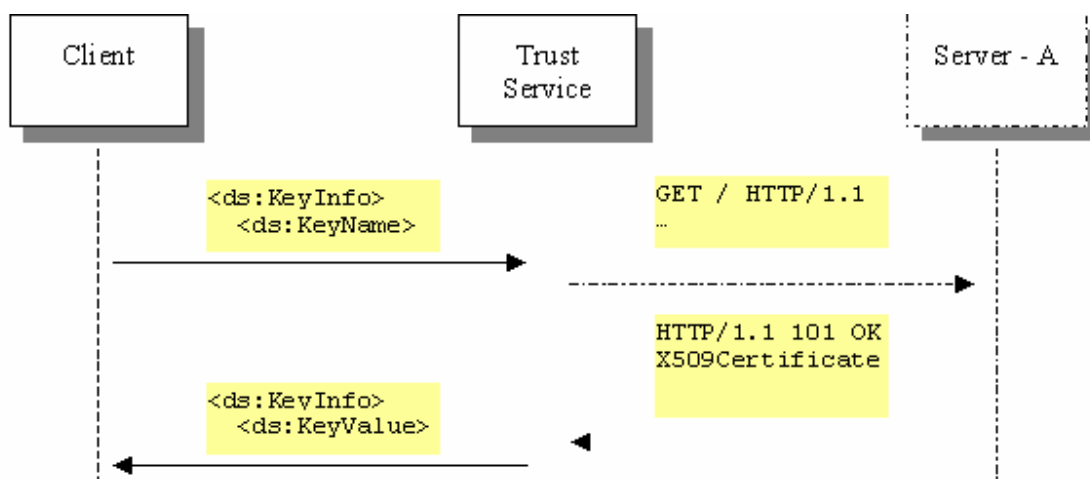 Client
Trust
Service
Server - A
<ds:KeyInfo>
<ds:KeyName>
GET / HTTP/1.1
…
HTTP/1.1 101 OK
X509Certificate
<ds:KeyInfo>
<ds:KeyValue>